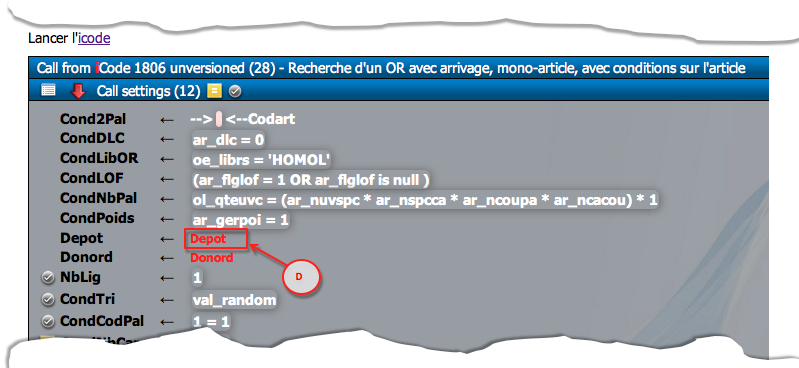 Lancer l'icode
Call from iCode 1806 unversioned (28) - Recherche d'un OR avec arrivage, mono-article, avec conditions sur l'article
Call settings (12)
Cond2Pal ← --> <--Codart
CondDLC ← ar_dlc = 0
CondLibOR ← oe_librs = 'HOMOL'
CondLOF ← (ar_flglof = 1 OR ar_flglof is null )
CondNbPal ← ol_qteuvc = (ar_nuvspc * ar_nspcca * ar_ncoupa * ar_ncacou) * 1
CondPoids ← ar_gerpoi = 1
Depot ← Depot
Donord ← Donord
D
NbLig ← 1
CondTri ← val_random
CondCodPal ← 1 = 1